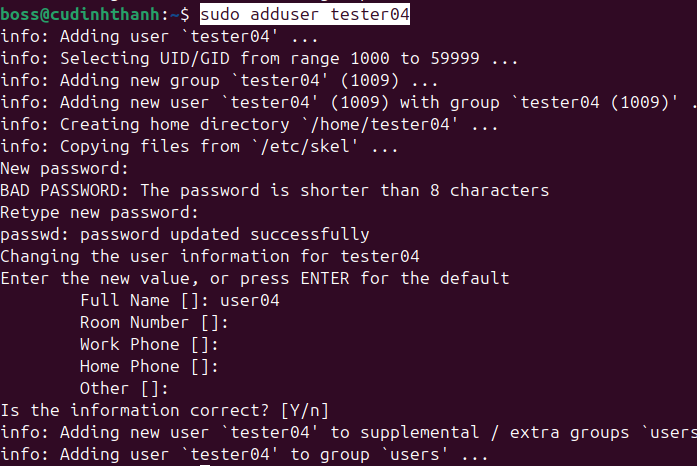 boss@cudinhthanh:~$ sudo adduser tester04
info: Adding user `tester04' ...
info: Selecting UID/GID from range 1000 to 59999 ...
info: Adding new group `tester04' (1009) ...
info: Adding new user `tester04' (1009) with group `tester04 (1009)' .
info: Creating home directory `/home/tester04' ...
info: Copying files from `/etc/skel' ...
New password:
BAD PASSWORD: The password is shorter than 8 characters
Retype new password:
passwd: password updated successfully
Changing the user information for tester04
Enter the new value, or press ENTER for the default
Full Name []: user04
Room Number []:
Work Phone []:
Home Phone []:
Other []:
Is the information correct? [Y/n]
info: Adding new user `tester04' to supplemental / extra groups `users
info: Adding user `tester04' to group `users' ...